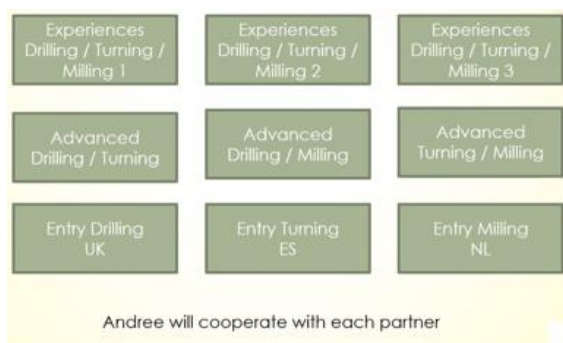 Experiences
Drilling / Turning /
Milling 1
Experiences
Drilling / Turning /
Milling 2
Experiences
Drilling / Turning /
Milling 3
Advanced
Drilling / Turning
Advanced
Drilling / Milling
Advanced
Turning / Milling
Entry Drilling
UK
Entry Turning
ES
Entry Milling
NL
Andree will cooperate with each partner